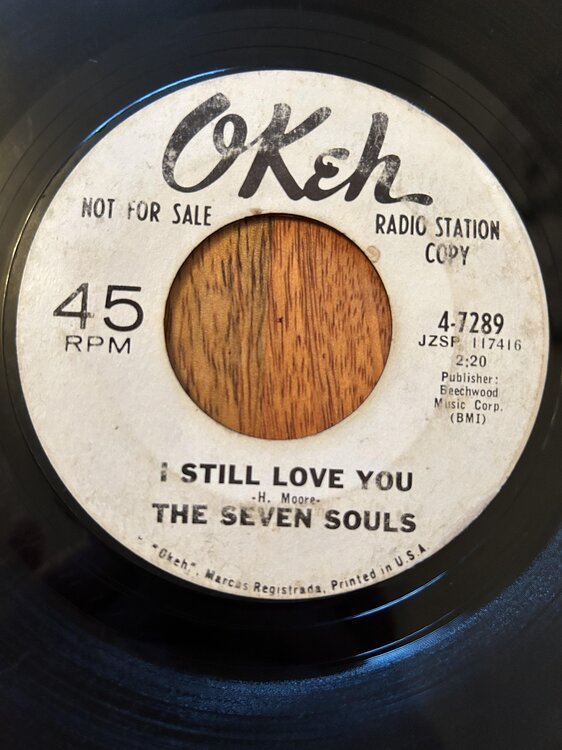 OKeh
NOT FOR SALE
RADIO STATION
COPY
45
RPM
4-7289
JZSP 117416
2:20
Publisher:
Beechwood
Music Corp.
(BMI)
I STILL LOVE YOU
-H. Moore-
THE SEVEN SOULS
"Okeh", Marcas Registrada, Printed in U.S.A